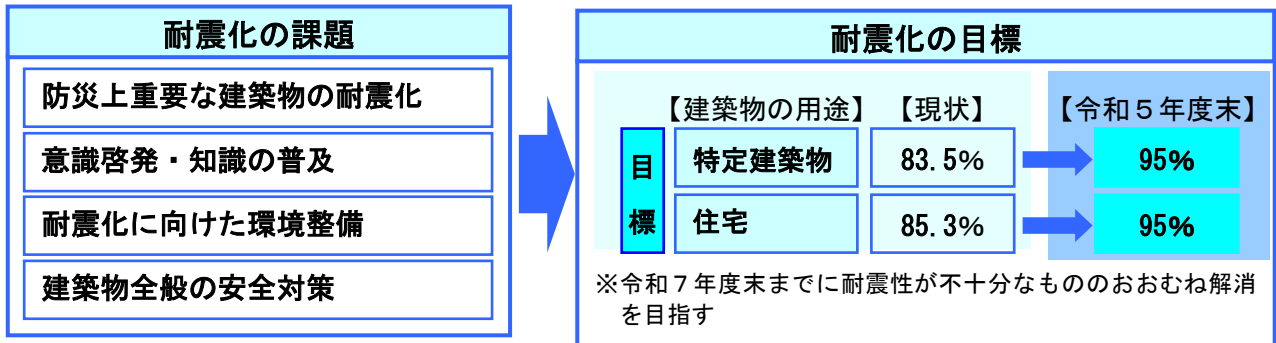 耐震化の課題
防災上重要な建築物の耐震化
意識啓発・知識の普及
耐震化に向けた環境整備
建築物全般の安全対策
耐震化の目標
【建築物の用途】 【現状】 【令和５年度末】
目標
特定建築物 83.5% 95%
住宅 85.3% 95%
※令和７年度末までに耐震性が不十分なもののおおむね解消
を目指す